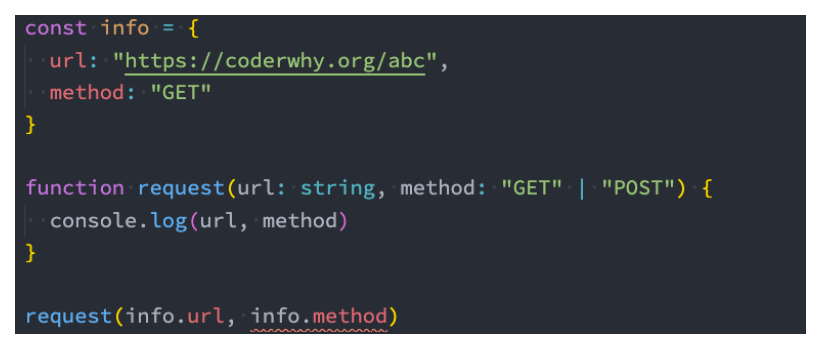 const info = {
  url: "https://coderwhy.org/abc",
  method: "GET"
}
function request(url: string, method: "GET" | "POST") {
  console.log(url, method)
}
request(info.url, info.method)